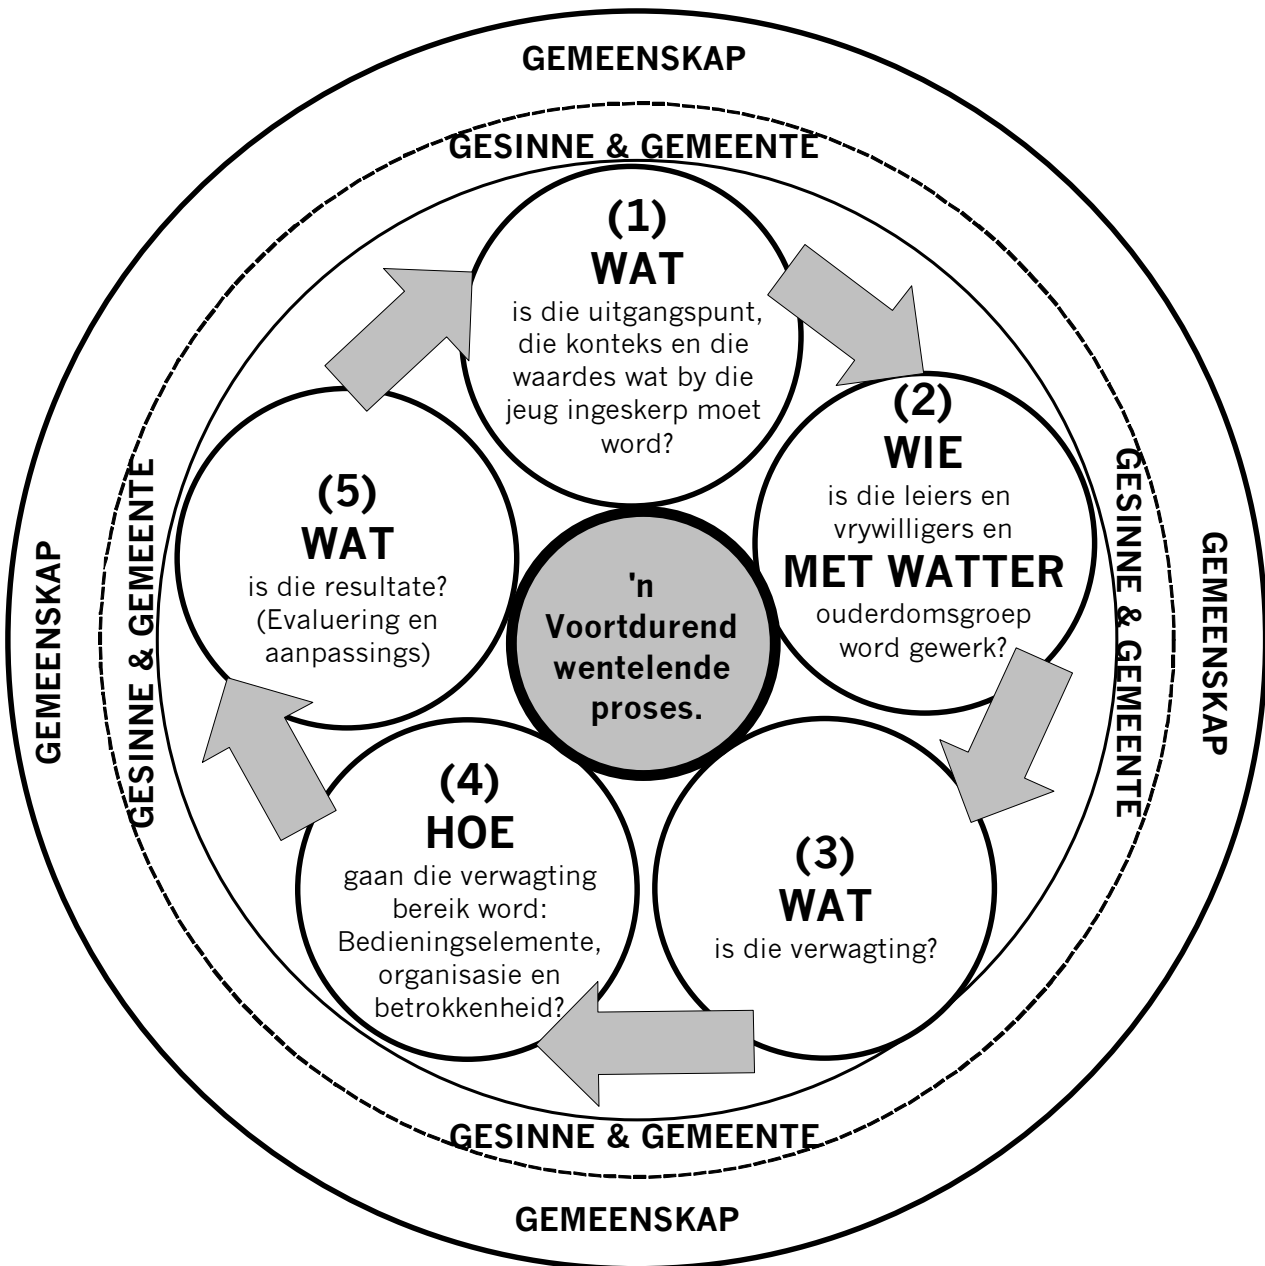 GEMEENSKAP
GESINNE & GEMEENTE
(1)
WAT
is die uitgangspunt,
die konteks en die
waardes wat by die
jeug ingeskerp moet
word?
(2)
WIE
is die leiers en
vrywilligers en
MET WATTER
ouderdomsgroep
word gewerk?
(3)
WAT
is die verwagting?
(4)
HOE
gaan die verwagting
bereik word:
Bedieningselemente,
organisasie en
betrokkenheid?
(5)
WAT
is die resultate?
(Evaluering en
aanpassings)
'n
Voortdurend
wentelende
proses.
GEMEENSKAP
GESINNE & GEMEENTE
GESINNE & GEMEENTE
GEMEENSKAP
GESINNE & GEMEENTE
GEMEENSKAP